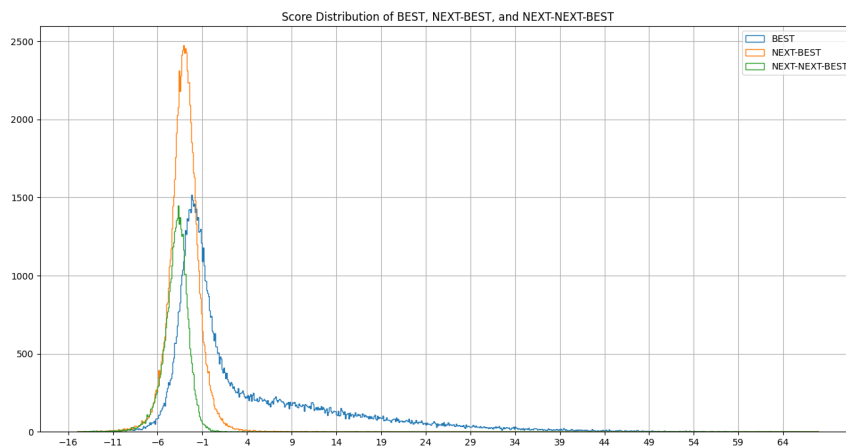 Score Distribution of BEST, NEXT-BEST, and NEXT-NEXT-BEST
BEST
NEXT-BEST
NEXT-NEXT-BEST
2500
2000
1500
1000
500
0
−16 −11 −6 −1 4 9 14 19 24 29 34 39 44 49 54 59 64